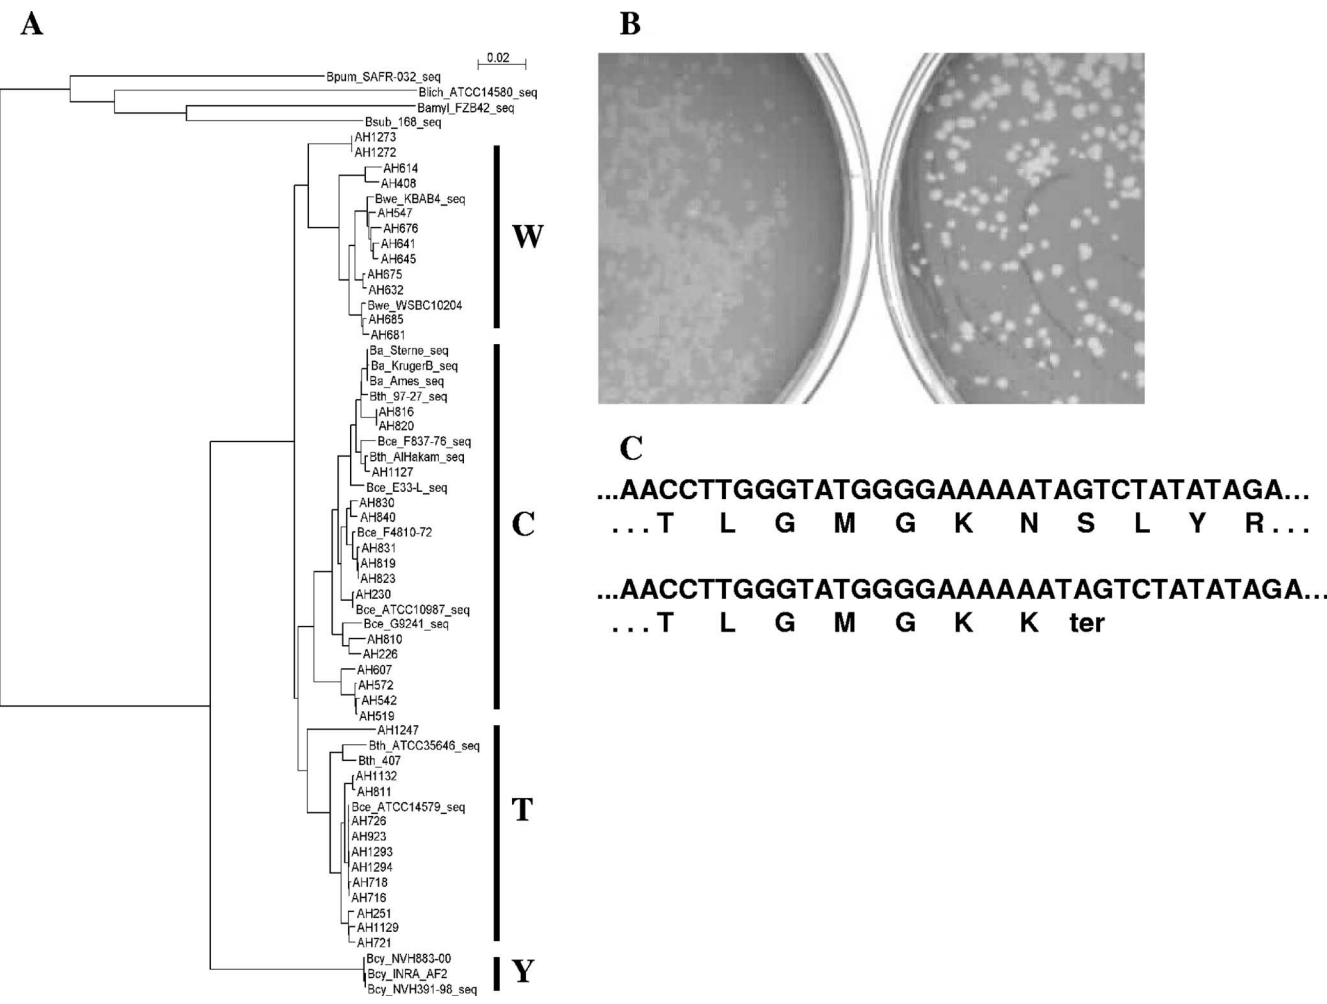 A
B
0.02
Bpum_SAFR-032_seq
Blich_ATCC14580_seq
Bamyl_FZB42_seq
Bsub_168_seq
AH1273
AH1272
AH614
AH408
Bwe_KBAB4_seq
AH547
AH676
AH641
AH645
AH675
AH632
Bwe_WSBC10204
AH685
AH681
W
Ba_Sterne_seq
Ba_KrugerB_seq
Ba_Ames_seq
Bth_97-27_seq
AH816
AH820
Bce_F837-76_seq
Bth_AlHakam_seq
AH1127
Bce_E33-L_seq
AH830
AH840
Bce_F4810-72
AH831
AH819
AH823
AH230
Bce_ATCC10987_seq
Bce_G9241_seq
AH810
AH226
AH607
AH572
AH542
AH519
C
AH1247
Bth_ATCC35646_seq
Bth_407
AH1132
AH811
Bce_ATCC14579_seq
AH726
AH923
AH1293
AH1294
AH718
AH716
AH251
AH1129
AH721
T
Bcy_NVH883-00
Bcy_INRA_AF2
Bcy_NVH391-98_seq
Y
C
...AACCTTGGGTATGGGGAAAAATAGTCTATATAGA...
...T L G M G K N S L Y R...
...AACCTTGGGTATGGGGAAAAAATAGTCTATATAGA...
...T L G M G K K ter